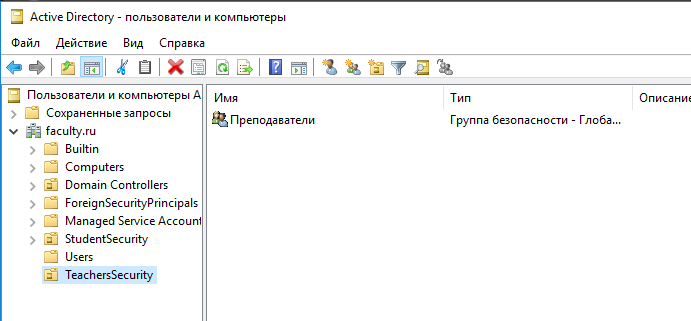 Active Directory - пользователи и компьютеры
Файл Действие Вид Справка
Пользователи и компьютеры A
Сохраненные запросы
faculty.ru
Builtin
Computers
Domain Controllers
ForeignSecurityPrincipals
Managed Service Account
StudentSecurity
Users
TeachersSecurity
Имя Тип Описание
Преподаватели Группа безопасности - Глоба...